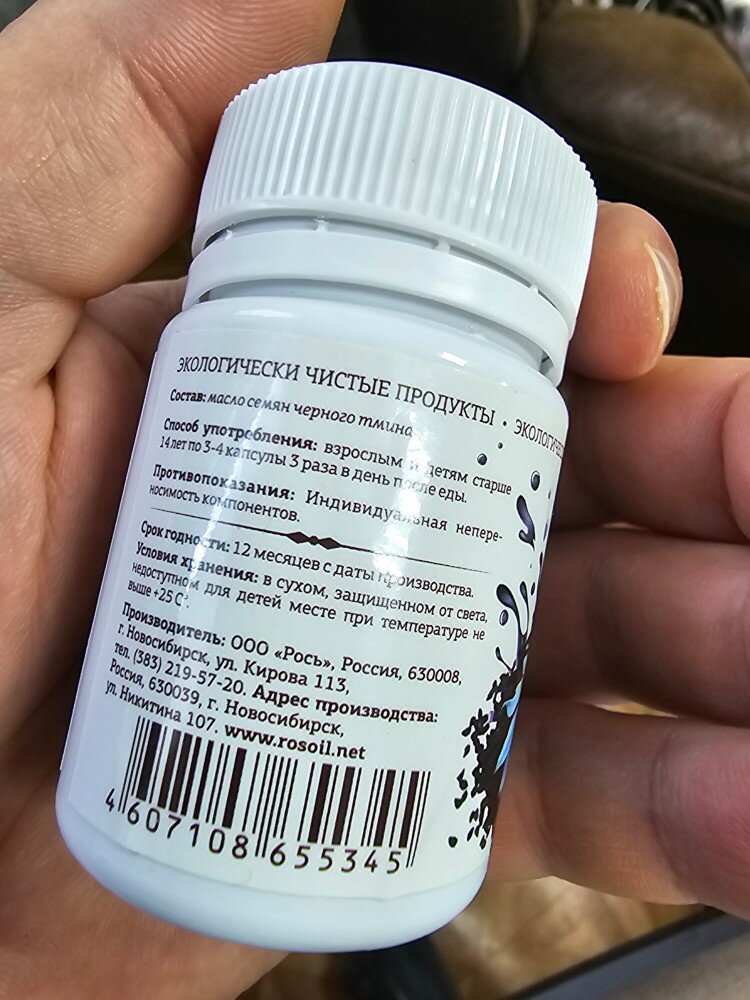 ЭКОЛОГИЧЕСКИ ЧИСТЫЕ ПРОДУКТЫ • ЭКОЛОГИЧЕС
Состав: масло семян черного тмина
Способ употребления: взрослым и детям старше
14 лет по 3-4 капсулы 3 раза в день после еды.
Противопоказания: Индивидуальная непере-
носимость компонентов.
Срок годности: 12 месяцев с даты производства.
Условия хранения: в сухом, защищенном от света,
недоступном для детей месте при температуре не
выше +25 С°.
Производитель: ООО «Рось», Россия, 630008,
г. Новосибирск, ул. Кирова 113,
тел. (383) 219-57-20. Адрес производства:
Россия, 630039, г. Новосибирск,
ул. Никитина 107. www.rosoil.net
4 607108 655345